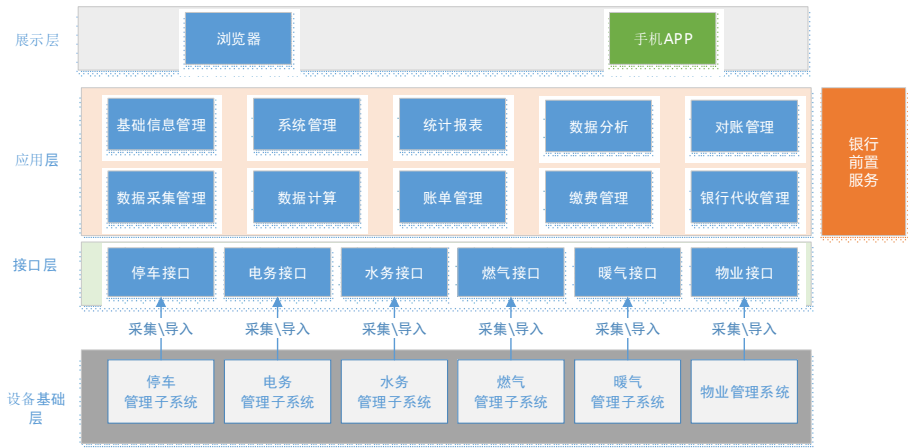 展示层
浏览器
手机APP
应用层
基础信息管理
系统管理
统计报表
数据分析
对账管理
数据采集管理
数据计算
账单管理
缴费管理
银行代收管理
银行
前置
服务
接口层
停车接口
电务接口
水务接口
燃气接口
暖气接口
物业接口
采集\导入
采集\导入
采集\导入
采集\导入
采集\导入
采集\导入
设备基础
层
停车
管理子系统
电务
管理子系统
水务
管理子系统
燃气
管理子系统
暖气
管理子系统
物业管理系统